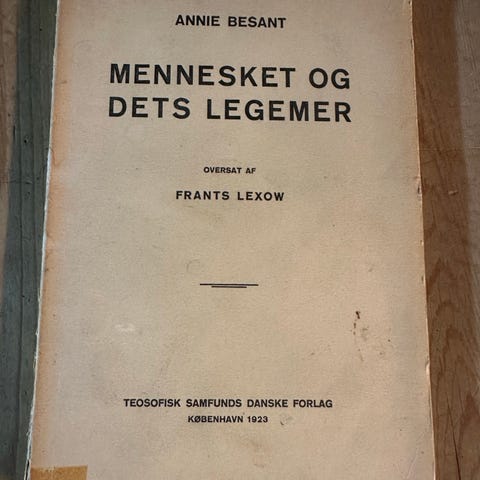 ANNIE BESANT
MENNESKET OG
DETS LEGEMER
OVERSAT AF
FRANTS LEXOW
TEOSOFISK SAMFUNDS DANSKE FORLAG
KØBENHAVN 1923